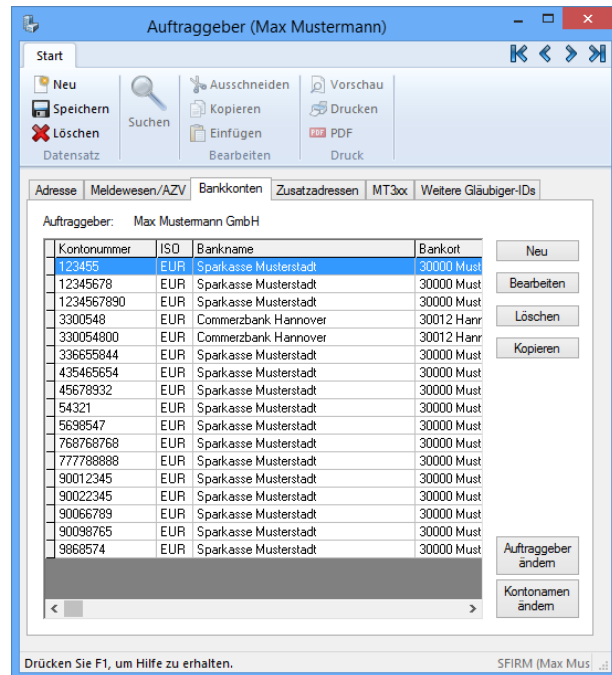 Auftraggeber (Max Mustermann)
Start
Neu
Speichern
Löschen
Datensatz
Suchen
Ausschneiden
Kopieren
Einfügen
Bearbeiten
Vorschau
Drucken
PDF PDF
Druck
Adresse Meldewesen/AZV Bankkonten Zusatzadressen MT3xx Weitere Gläubiger-IDs
Auftraggeber: Max Mustermann GmbH
Kontonummer ISO Bankname Bankort
123455 EUR Sparkasse Musterstadt 30000 Must
12345678 EUR Sparkasse Musterstadt 30000 Must
1234567890 EUR Sparkasse Musterstadt 30000 Must
3300548 EUR Commerzbank Hannover 30012 Hanr
330054800 EUR Commerzbank Hannover 30012 Hanr
336655844 EUR Sparkasse Musterstadt 30000 Must
435465654 EUR Sparkasse Musterstadt 30000 Must
45678932 EUR Sparkasse Musterstadt 30000 Must
54321 EUR Sparkasse Musterstadt 30000 Must
5698547 EUR Sparkasse Musterstadt 30000 Must
768768768 EUR Sparkasse Musterstadt 30000 Must
777788888 EUR Sparkasse Musterstadt 30000 Must
90012345 EUR Sparkasse Musterstadt 30000 Must
90022345 EUR Sparkasse Musterstadt 30000 Must
90066789 EUR Sparkasse Musterstadt 30000 Must
90098765 EUR Sparkasse Musterstadt 30000 Must
9868574 EUR Sparkasse Musterstadt 30000 Must
Neu
Bearbeiten
Löschen
Kopieren
Auftraggeber
ändern
Kontonamen
ändern
Drücken Sie F1, um Hilfe zu erhalten. SFIRM (Max Mus